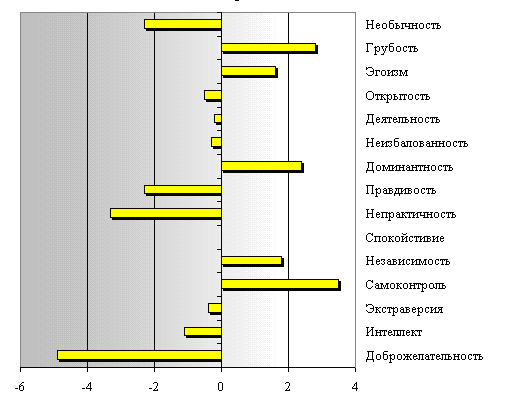 Необычность
Грубость
Эгоизм
Открытость
Деятельность
Неизбалованность
Доминантность
Правдивость
Непрактичность
Спокойстивие
Независимость
Самоконтроль
Экстраверсия
Интеллект
Доброжелательность
-6 -4 -2 0 2 4